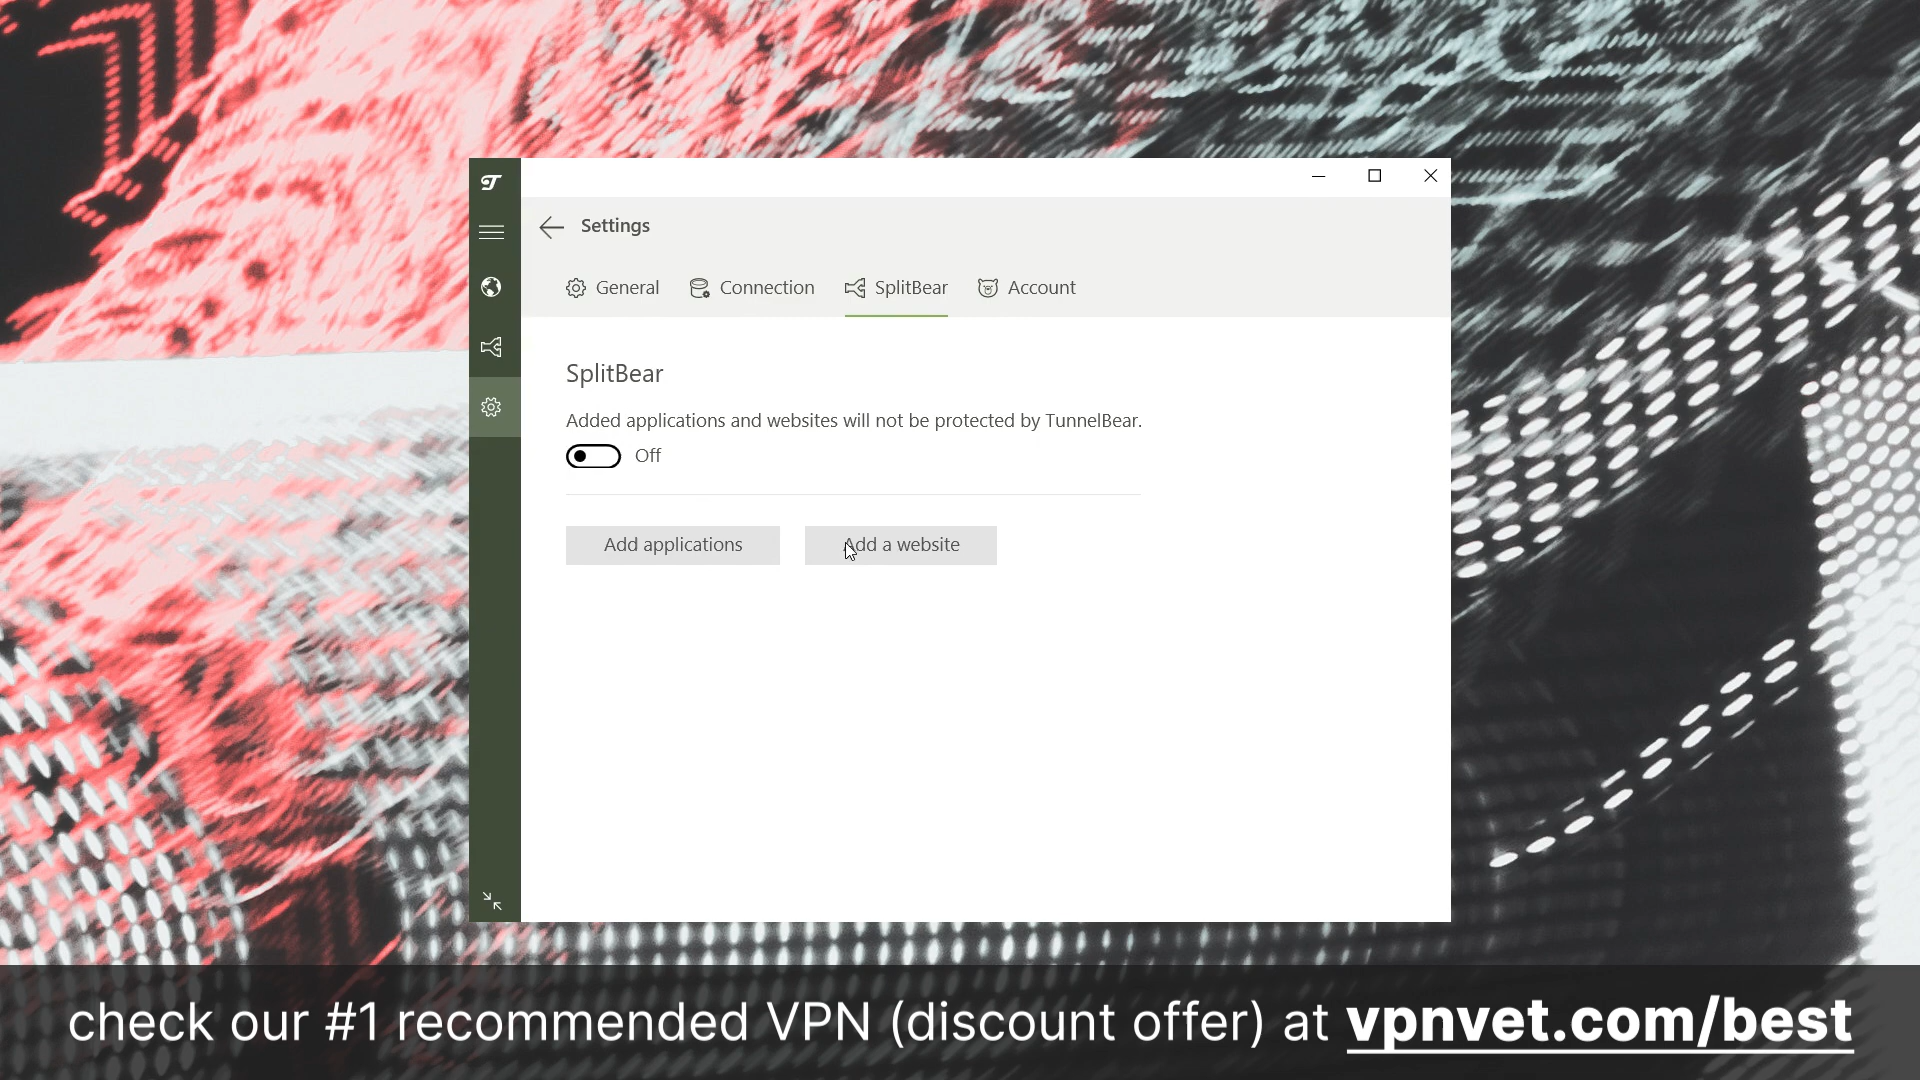 Settings
General Connection SplitBear Account
SplitBear
Added applications and websites will not be protected by TunnelBear.
Off
Add applications Add a website
check our #1 recommended VPN (discount offer) at vpnvet.com/best